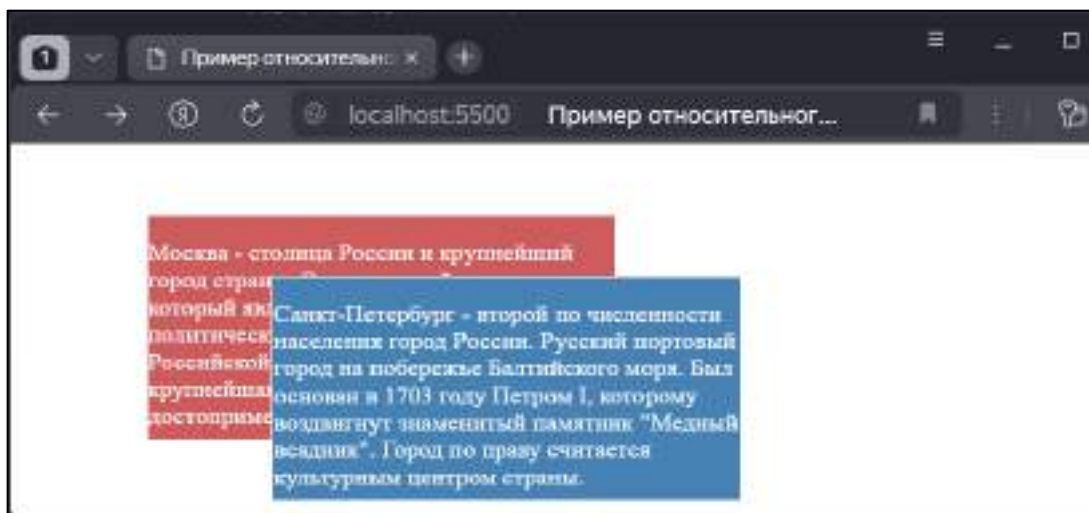 1
Пример относительно
localhost:5500 Пример относительног...
Москва - столица России и крупнейший
город стран
который яв
политическ
Российской
крупнейша
достоприме
Санкт-Петербург - второй по численности
населения город России. Русский портовый
город на побережье Балтийского моря. Был
основан в 1703 году Петром I, которому
воздвигнут знаменитый памятник "Медный
всадник". Город по праву считается
культурным центром страны.